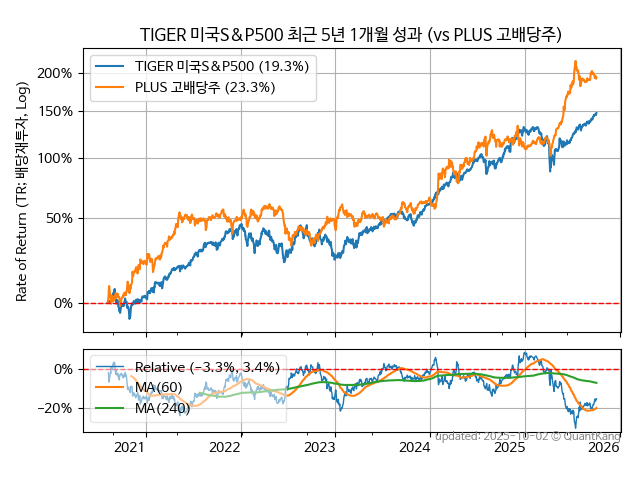 TIGER 미국S&P500 최근 5년 1개월 성과 (vs PLUS 고배당주)
Rate of Return (TR: 배당재투자, Log)
200%
150%
100%
50%
0%
TIGER 미국S&P500 (19.3%)
PLUS 고배당주 (23.3%)
0%
−20%
Relative (−3.3%, 3.4%)
MA(60)
MA(240)
updated: 2025-10-02 © QuantKang
2021
2022
2023
2024
2025
2026